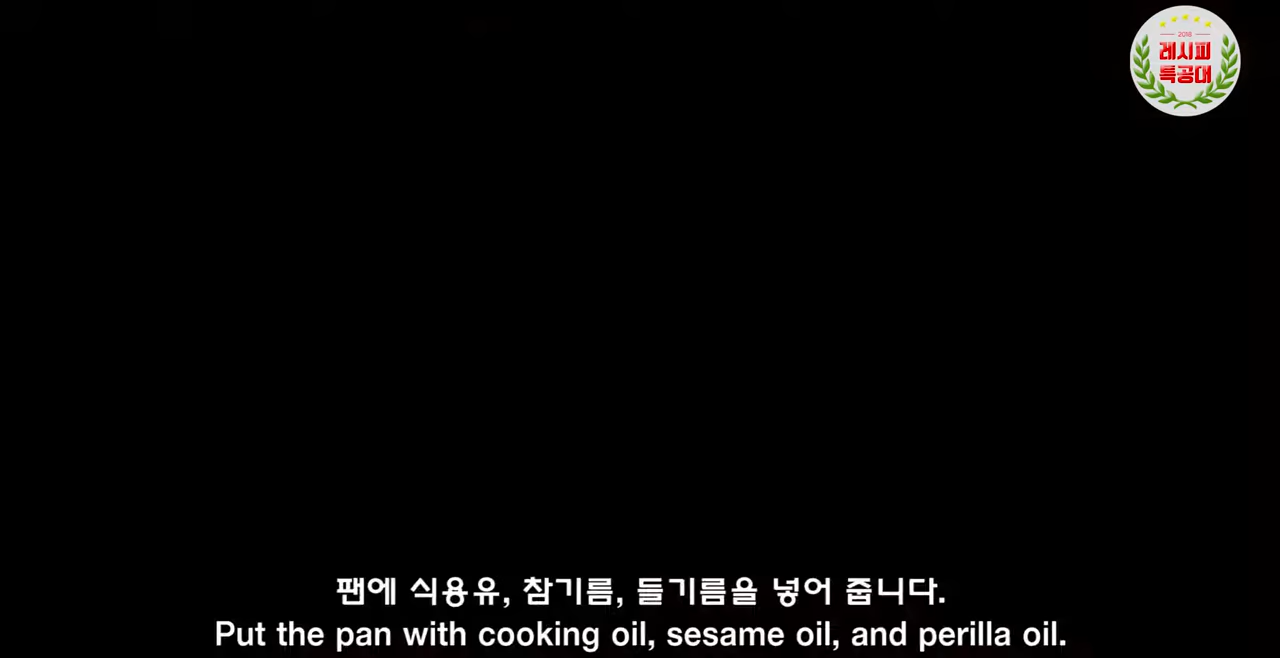 2018
레시피
특공대
팬에 식용유, 참기름, 들기름을 넣어 줍니다.
Put the pan with cooking oil, sesame oil, and perilla oil.